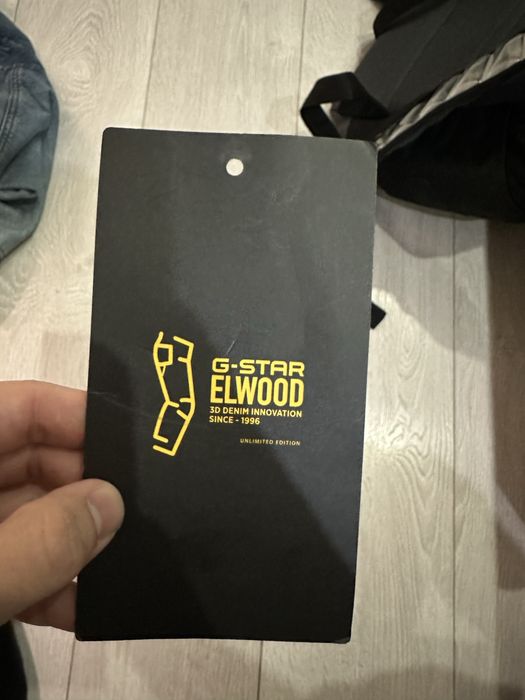 G-STAR
ELWOOD
3D DENIM INNOVATION
SINCE - 1996
UNLIMITED EDITION